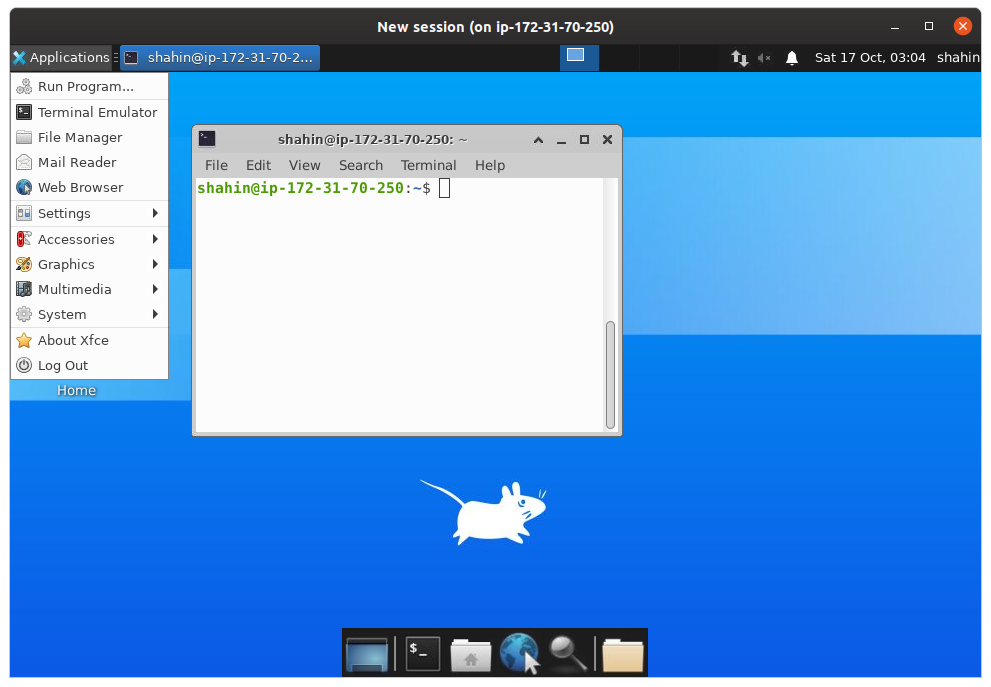 New session (on ip-172-31-70-250)
Applications shahin@ip-172-31-70-2... Sat 17 Oct, 03:04 shahin
Run Program...
Terminal Emulator
File Manager
Mail Reader
Web Browser
Settings
Accessories
Graphics
Multimedia
System
About Xfce
Log Out
Home
shahin@ip-172-31-70-250: ~
File Edit View Search Terminal Help
shahin@ip-172-31-70-250:~$
$_